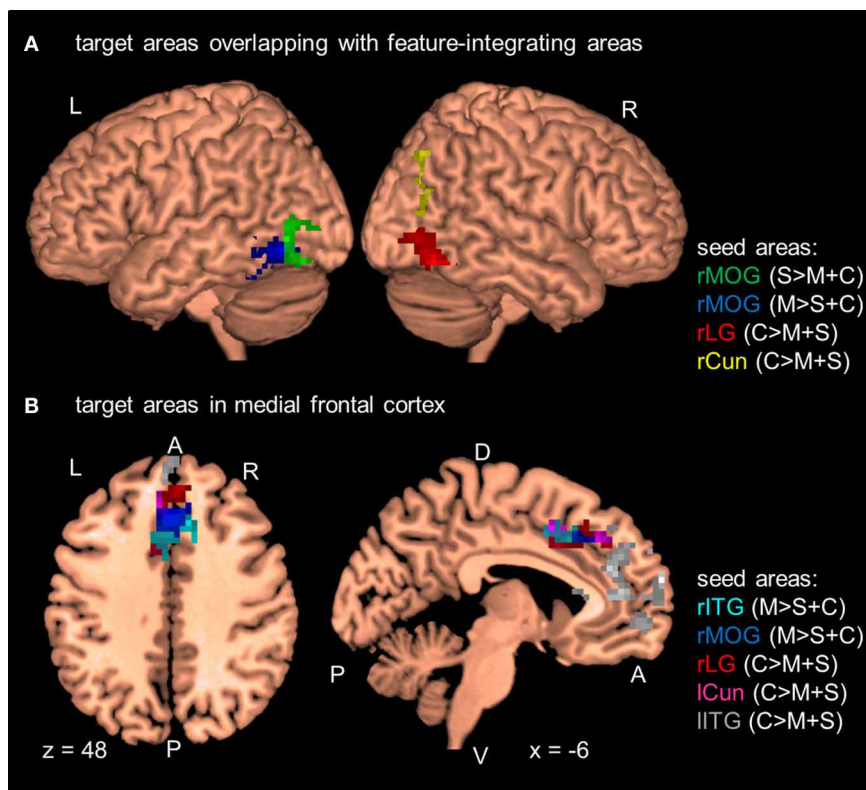 A target areas overlapping with feature-integrating areas
L
R
seed areas:
rMOG (S>M+C)
rMOG (M>S+C)
rLG (C>M+S)
rCun (C>M+S)
B target areas in medial frontal cortex
L
A
R
D
P
A
seed areas:
rITG (M>S+C)
rMOG (M>S+C)
rLG (C>M+S)
lCun (C>M+S)
lITG (C>M+S)
z = 48
P
V
x = -6